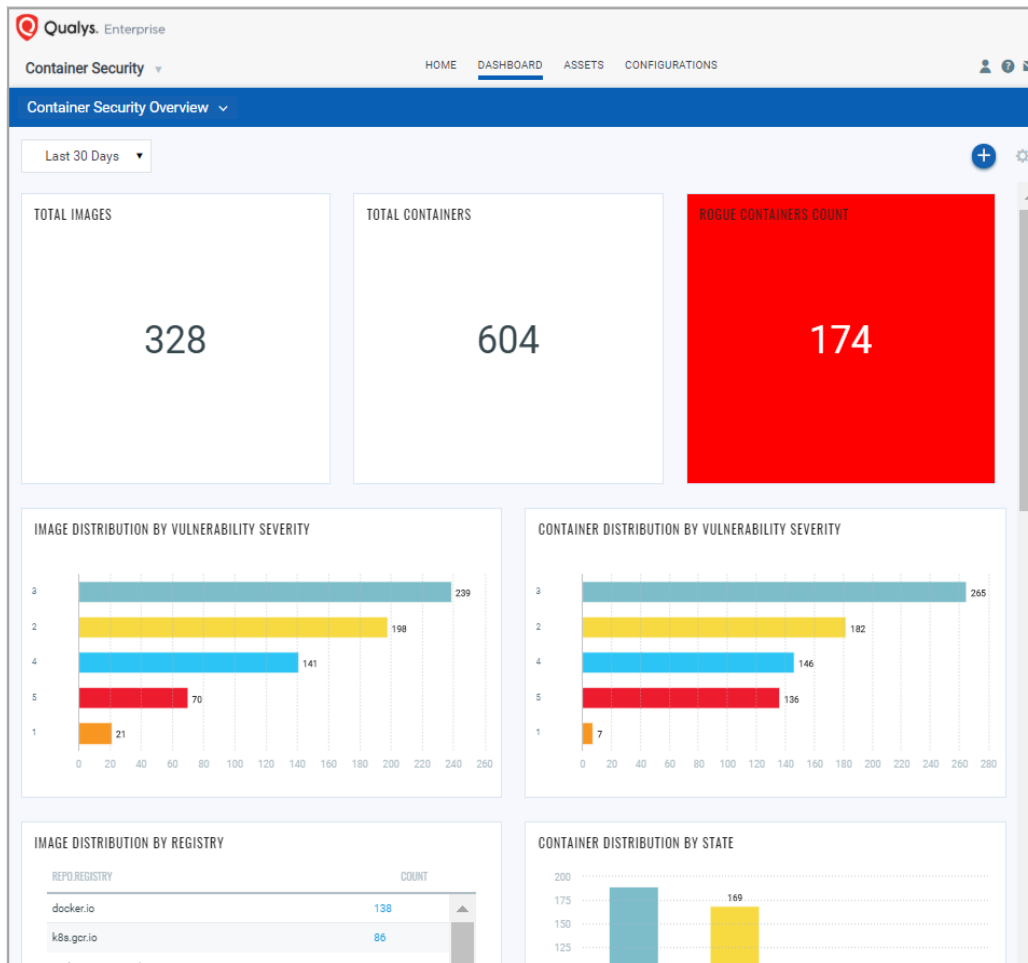 Qualys. Enterprise
Container Security
HOME DASHBOARD ASSETS CONFIGURATIONS
Container Security Overview
Last 30 Days
TOTAL IMAGES
328
TOTAL CONTAINERS
604
ROGUE CONTAINERS COUNT
174
IMAGE DISTRIBUTION BY VULNERABILITY SEVERITY
3 239
2 198
4 141
5 70
1 21
0 20 40 60 80 100 120 140 160 180 200 220 240 260
CONTAINER DISTRIBUTION BY VULNERABILITY SEVERITY
3 265
2 182
4 146
5 136
1 7
0 20 40 60 80 100 120 140 160 180 200 220 240 260 280
IMAGE DISTRIBUTION BY REGISTRY
REPO.REGISTRY COUNT
docker.io 138
k8s.gcr.io 86
CONTAINER DISTRIBUTION BY STATE
200
175 169
150
125